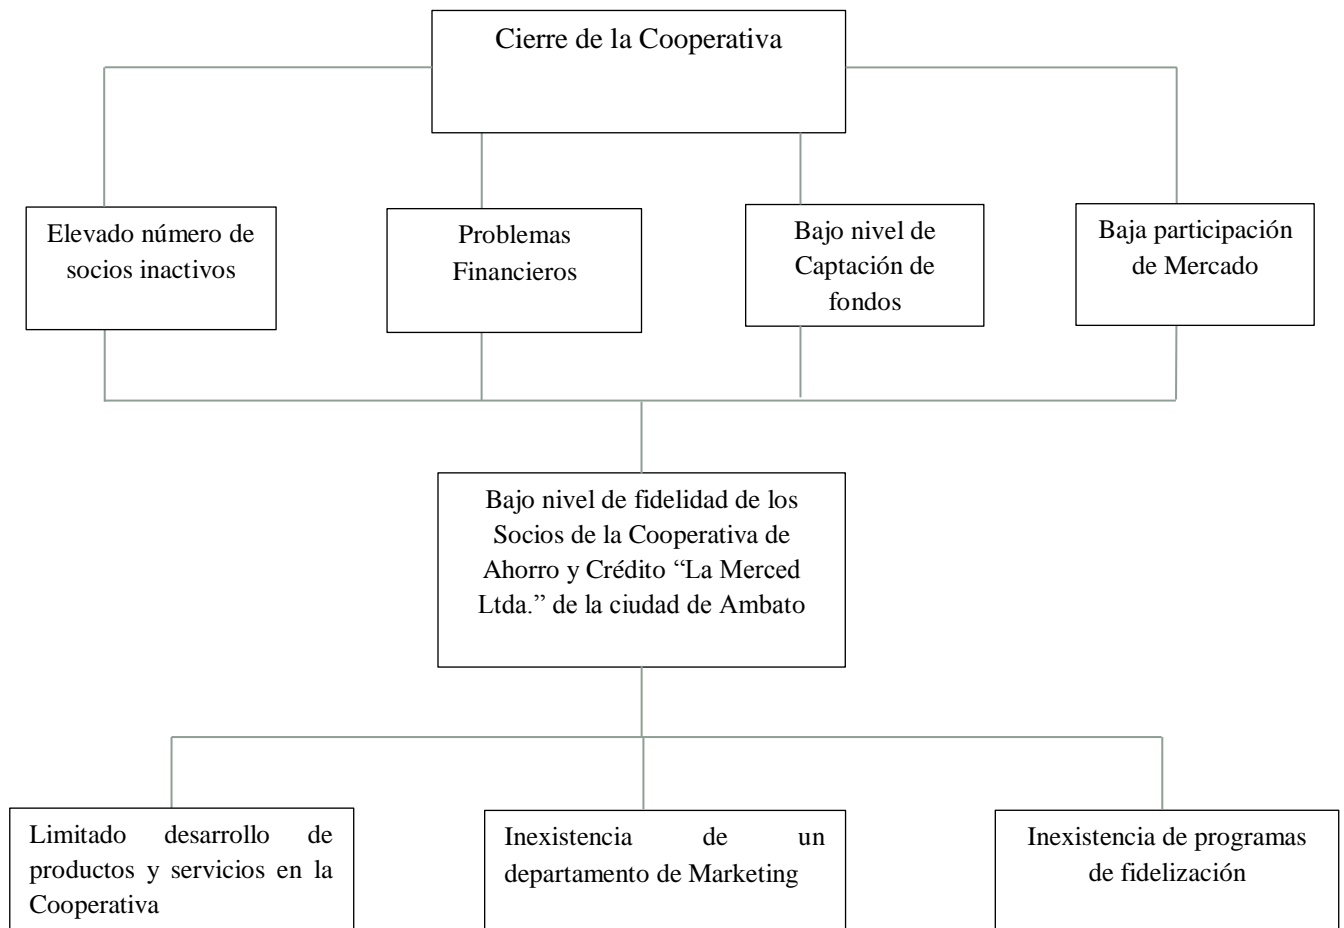 Cierre de la Cooperativa
Elevado número de
socios inactivos
Problemas
Financieros
Bajo nivel de
Captación de
fondos
Baja participación
de Mercado
Bajo nivel de fidelidad de los
Socios de la Cooperativa de
Ahorro y Crédito “La Merced
Ltda.” de la ciudad de Ambato
Limitado desarrollo de
productos y servicios en la
Cooperativa
Inexistencia de un
departamento de Marketing
Inexistencia de programas
de fidelización